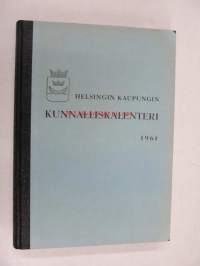 HELSINGIN KAUPUNGIN
KUNNALLISKALENTERI
1961